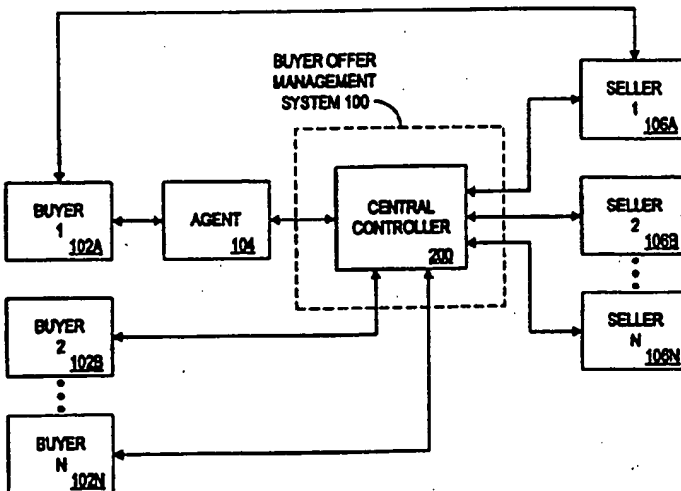 BUYER OFFER
MANAGEMENT
SYSTEM 100
SELLER
1
106A
BUYER
1
102A
AGENT
104
CENTRAL
CONTROLLER
200
SELLER
2
106B
BUYER
2
102B
SELLER
N
106N
BUYER
N
102N